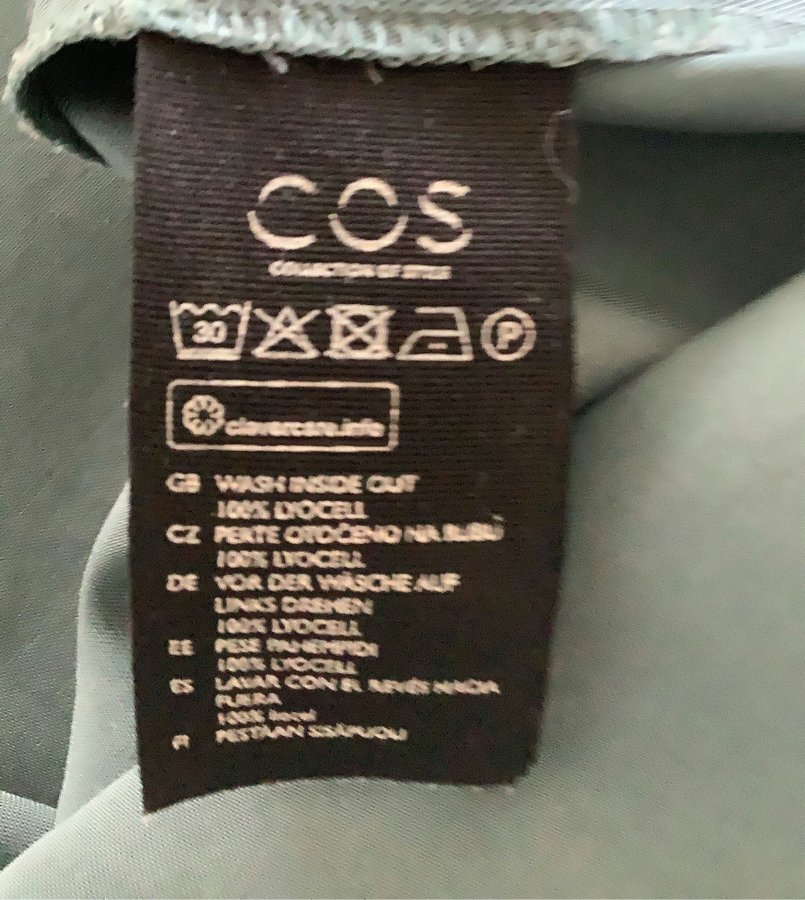 COS
COLLECTION OF STYLE
30
P
clevercare.info
GB WASH INSIDE OUT
100% LYOCELL
CZ PERTE OTOČENO NA RUBU
100% LYOCELL
DE VOR DER WÄSCHE AUF
LINKS DREHEN
100% LYOCELL
EE PESE PAHEMPIDI
100% LYOCELL
ES LAVAR CON EL REVÉS HACIA
FUERA
100% liocel
FI PESTÄÄN SISÄPUOLI